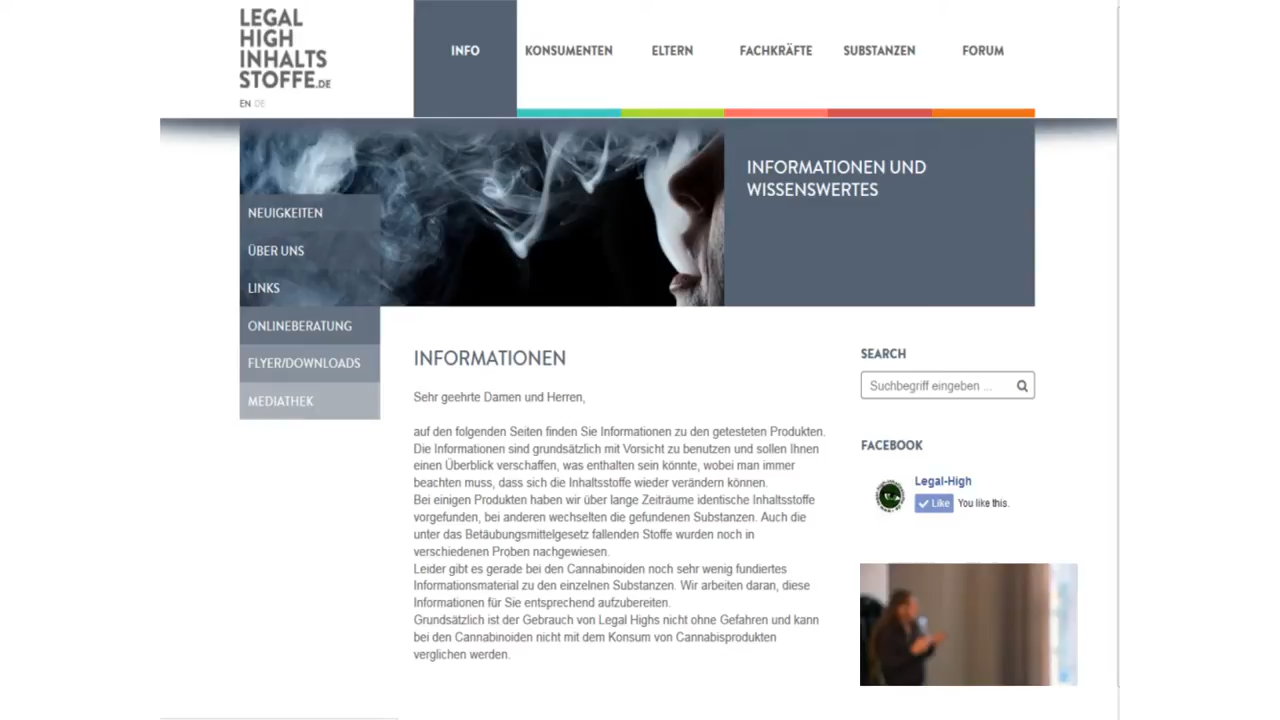 LEGAL
HIGH
INHALTS
STOFFE.DE
EN DE
INFO
KONSUMENTEN
ELTERN
FACHKRÄFTE
SUBSTANZEN
FORUM
INFORMATIONEN UND
WISSENSWERTES
NEUIGKEITEN
ÜBER UNS
LINKS
ONLINEBERATUNG
FLYER/DOWNLOADS
MEDIATHEK
INFORMATIONEN
Sehr geehrte Damen und Herren,
auf den folgenden Seiten finden Sie Informationen zu den getesteten Produkten.
Die Informationen sind grundsätzlich mit Vorsicht zu benutzen und sollen Ihnen
einen Überblick verschaffen, was enthalten sein könnte, wobei man immer
beachten muss, dass sich die Inhaltsstoffe wieder verändern können.
Bei einigen Produkten haben wir über lange Zeiträume identische Inhaltsstoffe
vorgefunden, bei anderen wechselten die gefundenen Substanzen. Auch die
unter das Betäubungsmittelgesetz fallenden Stoffe wurden noch in
verschiedenen Proben nachgewiesen.
Leider gibt es gerade bei den Cannabinoiden noch sehr wenig fundiertes
Informationsmaterial zu den einzelnen Substanzen. Wir arbeiten daran, diese
Informationen für Sie entsprechend aufzubereiten.
Grundsätzlich ist der Gebrauch von Legal Highs nicht ohne Gefahren und kann
bei den Cannabinoiden nicht mit dem Konsum von Cannabisprodukten
verglichen werden.
SEARCH
Suchbegriff eingeben ...
FACEBOOK
Legal-High
Like You like this.